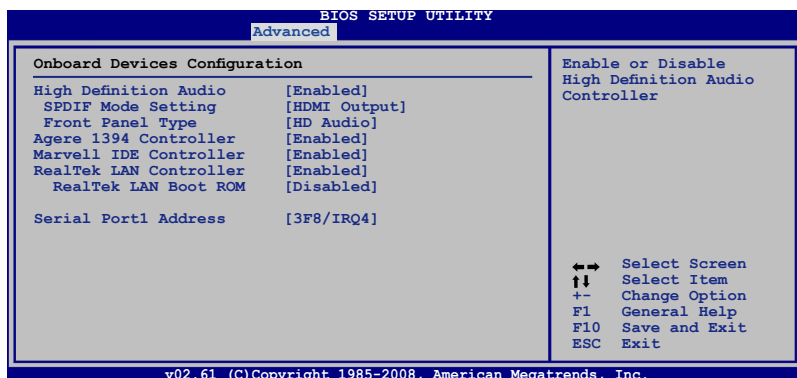 BIOS SETUP UTILITY
Advanced
Onboard Devices Configuration
High Definition Audio [Enabled]
SPDIF Mode Setting [HDMI Output]
Front Panel Type [HD Audio]
Agere 1394 Controller [Enabled]
Marvell IDE Controller [Enabled]
RealTek LAN Controller [Enabled]
RealTek LAN Boot ROM [Disabled]
Serial Port1 Address [3F8/IRQ4]
Enable or Disable
High Definition Audio
Controller
←→ Select Screen
↑↓ Select Item
+- Change Option
F1 General Help
F10 Save and Exit
ESC Exit
v02.61 (C)Copyright 1985-2008, American Megatrends, Inc.